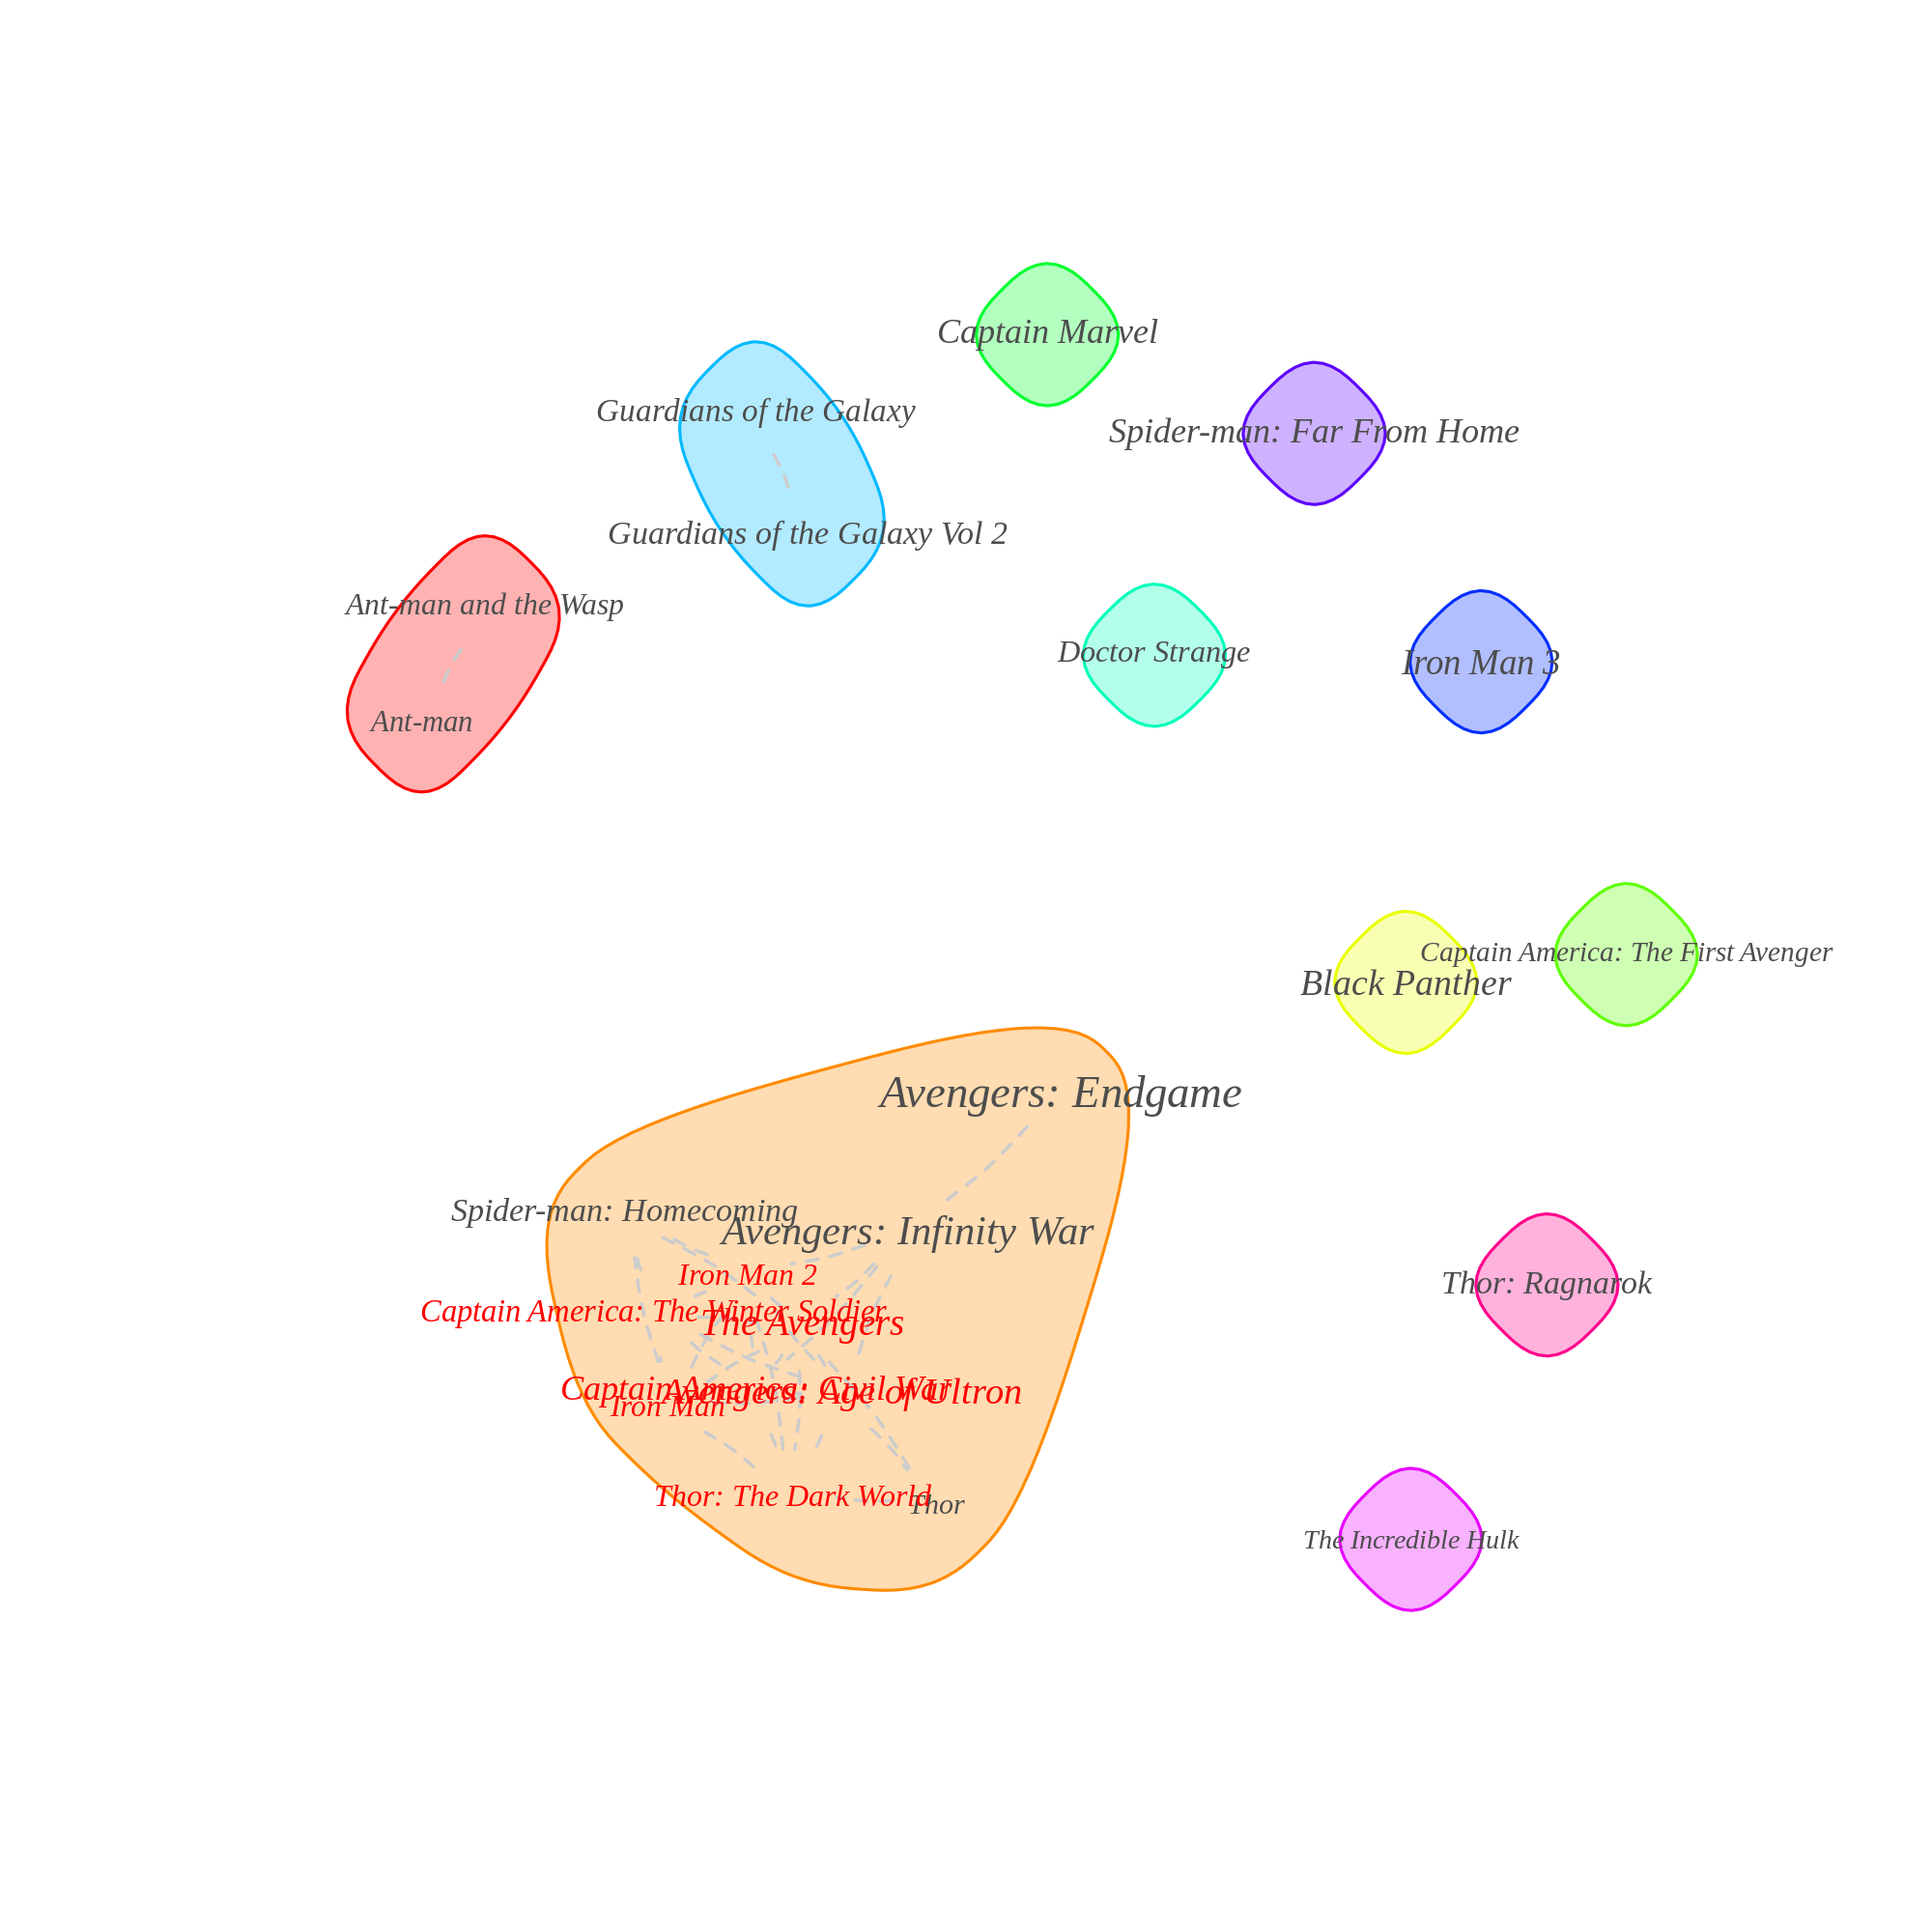 Captain Marvel
Guardians of the Galaxy
Spider-man: Far From Home
Guardians of the Galaxy Vol 2
Ant-man and the Wasp
Doctor Strange
Iron Man 3
Ant-man
Captain America: The First Avenger
Black Panther
Avengers: Endgame
Spider-man: Homecoming
Avengers: Infinity War
Iron Man 2
Thor: Ragnarok
Captain America: The Winter Soldier
The Avengers
Captain America: Civil War
Avengers: Age of Ultron
Iron Man
Thor: The Dark World
Thor
The Incredible Hulk